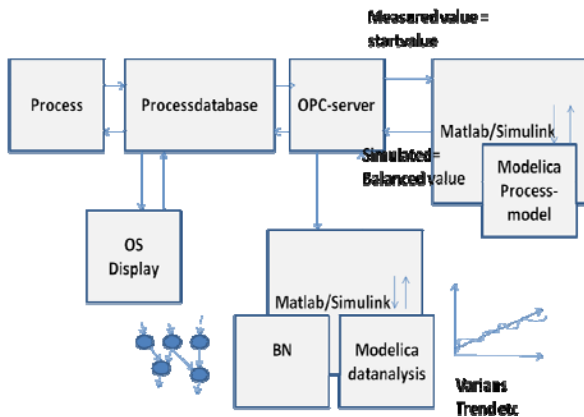 Measured value =
startvalue
Process
Processdatabase
OPC-server
Matlab/Simulink
Simulated=
Balanced value
Modelica
Process-
model
OS
Display
Matlab/Simulink
BN
Modelica
datanalysis
Varians
Trend etc